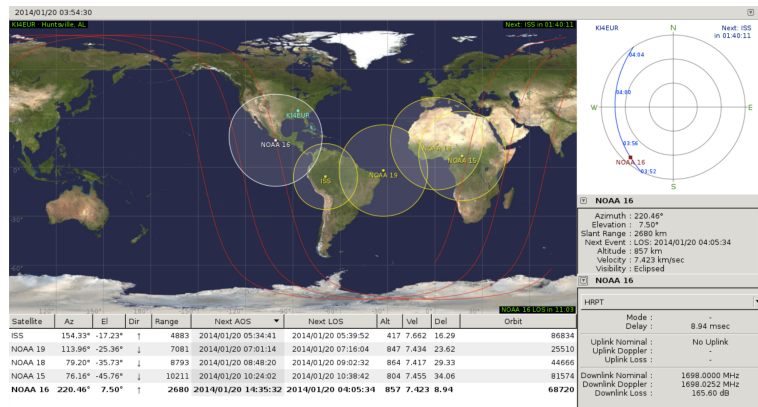 2014/01/20 03:54:30
KI4EUR - Huntsville, AL
Next: ISS in 01:40:11
KI4EUR
NOAA 16
ISS
NOAA 19
NOAA 15
NOAA 16 LOS in 11:03
KI4EUR
Next: ISS
in 01:40:11
N
04:04
04:00
W
E
03:56
NOAA 16
03:52
S
NOAA 16
Azimuth : 220.46°
Elevation : 7.50°
Slant Range : 2680 km
Next Event : LOS: 2014/01/20 04:05:34
Altitude : 857 km
Velocity : 7.423 km/sec
Visibility : Eclipsed
NOAA 16
HRPT
Mode : -
Delay : 8.94 msec
Uplink Nominal : No Uplink
Uplink Doppler : -
Uplink Loss : -
Downlink Nominal : 1698.0000 MHz
Downlink Doppler : 1698.0252 MHz
Downlink Loss : 165.60 dB
Satellite Az El Dir Range Next AOS Next LOS Alt Vel Del Orbit
ISS 154.33° -17.23° ↑ 4883 2014/01/20 05:34:41 2014/01/20 05:39:52 417 7.662 16.29 86834
NOAA 19 113.96° -25.36° ↓ 7081 2014/01/20 07:01:14 2014/01/20 07:16:04 847 7.434 23.62 25510
NOAA 18 79.20° -35.73° ↑ 8793 2014/01/20 08:48:20 2014/01/20 09:02:32 864 7.417 29.33 44666
NOAA 15 76.16° -45.76° ↓ 10211 2014/01/20 10:24:02 2014/01/20 10:38:42 804 7.455 34.06 81574
NOAA 16 220.46° 7.50° ↑ 2680 2014/01/20 14:35:32 2014/01/20 04:05:34 857 7.423 8.94 68720